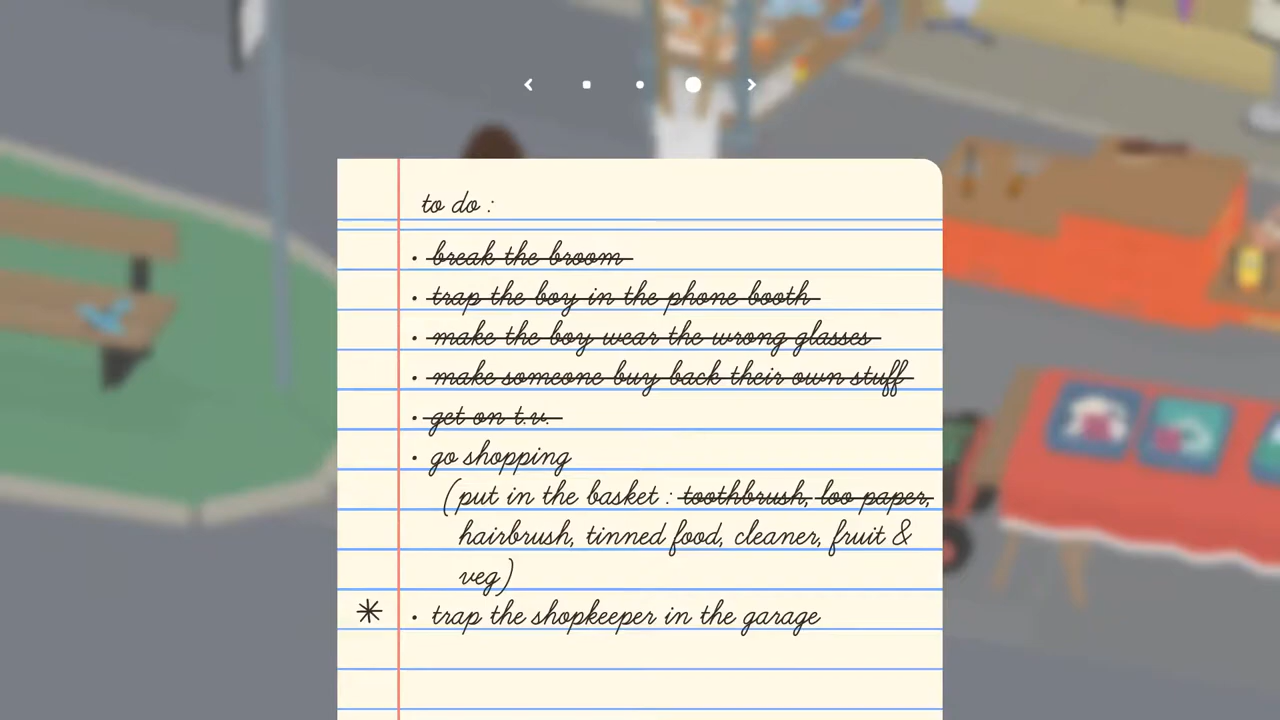 to do :
• break the broom
• trap the boy in the phone booth
• make the boy wear the wrong glasses
• make someone buy back their own stuff
• get on t.v.
• go shopping
(put in the basket : toothbrush, loo paper,
hairbrush, tinned food, cleaner, fruit &
veg)
• trap the shopkeeper in the garage